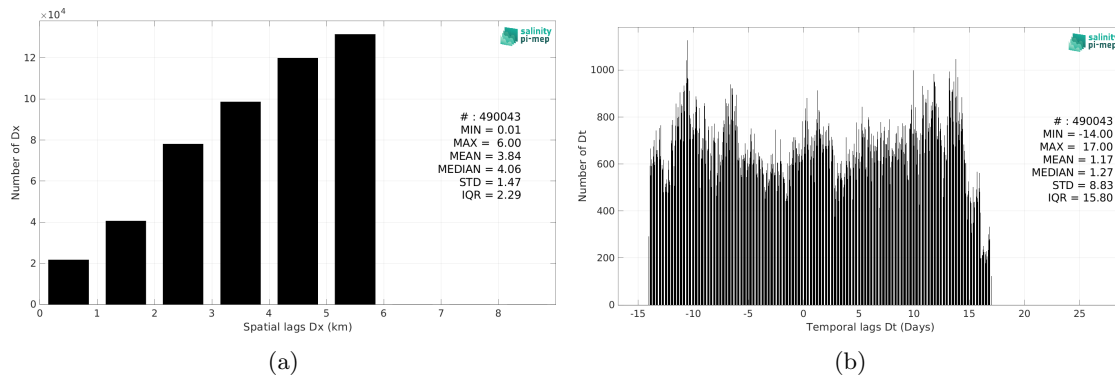 ×10⁴
12
10
8
6
4
2
0
Number of Dx
salinity
pi-mep
# : 490043
MIN = 0.01
MAX = 6.00
MEAN = 3.84
MEDIAN = 4.06
STD = 1.47
IQR = 2.29
0 1 2 3 4 5 6 7 8
Spatial lags Dx (km)
(a)
1000
800
600
400
200
0
Number of Dt
salinity
pi-mep
# : 490043
MIN = -14.00
MAX = 17.00
MEAN = 1.17
MEDIAN = 1.27
STD = 8.83
IQR = 15.80
-15 -10 -5 0 5 10 15 20 25
Temporal lags Dt (Days)
(b)